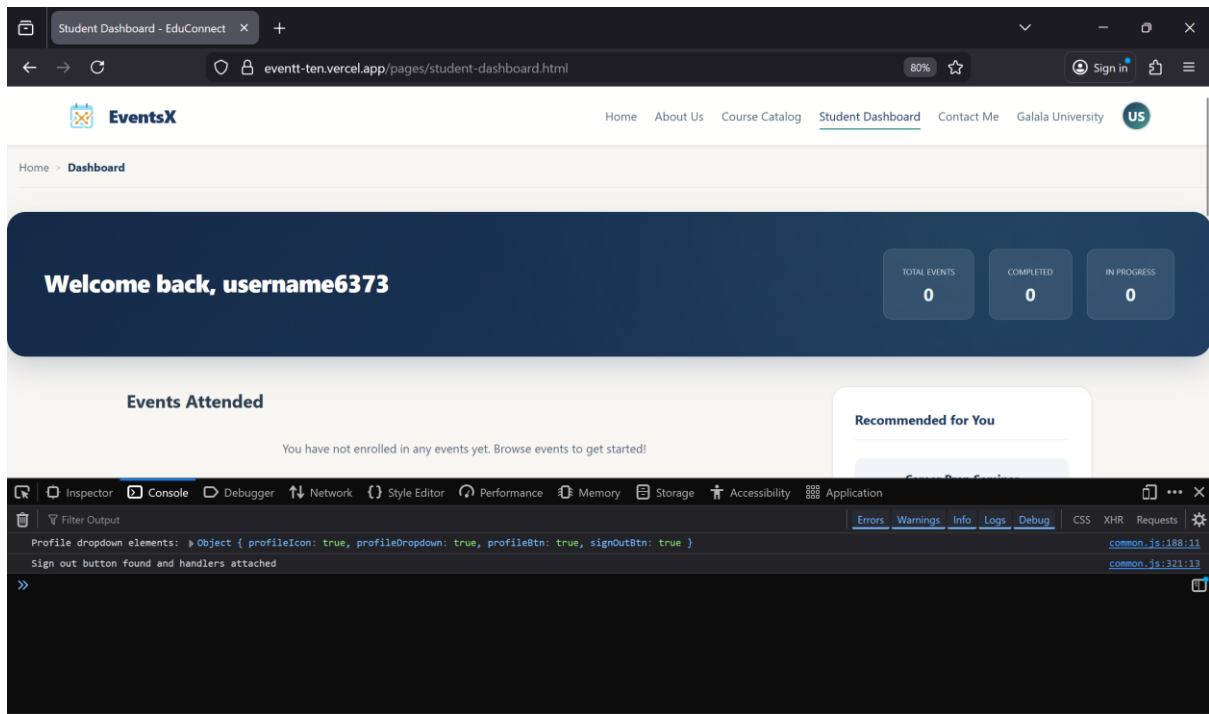 Student Dashboard - EduConnect
eventt-ten.vercel.app/pages/student-dashboard.html
80%
Sign in
EventsX
Home About Us Course Catalog Student Dashboard Contact Me Galala University US
Home > Dashboard
Welcome back, username6373
TOTAL EVENTS
0
COMPLETED
0
IN PROGRESS
0
Events Attended
You have not enrolled in any events yet. Browse events to get started!
Recommended for You
Inspector Console Debugger Network {} Style Editor Performance Memory Storage Accessibility Application
Filter Output
Errors Warnings Info Logs Debug CSS XHR Requests
Profile dropdown elements: Object { profileIcon: true, profileDropdown: true, profileBtn: true, signOutBtn: true } common.js:188:11
Sign out button found and handlers attached common.js:321:13